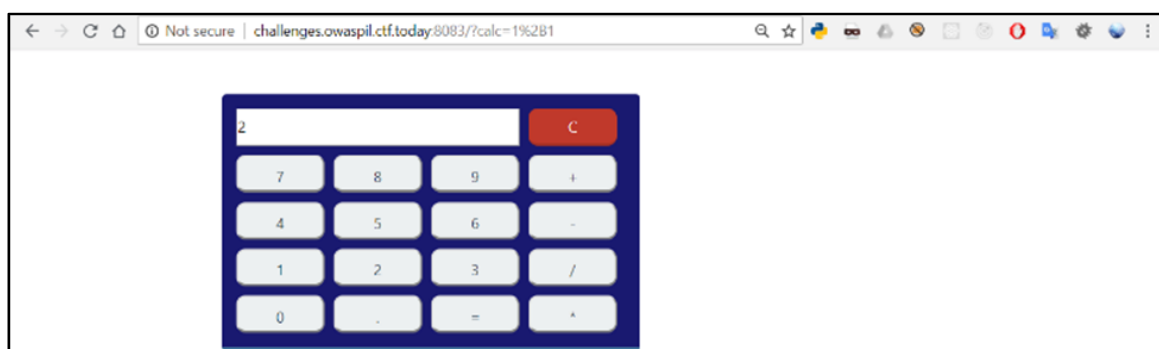 Not secure | challenges.owaspil.ctf.today:8083/?calc=1%2B1
2 C
7 8 9 +
4 5 6 -
1 2 3 /
0 . =